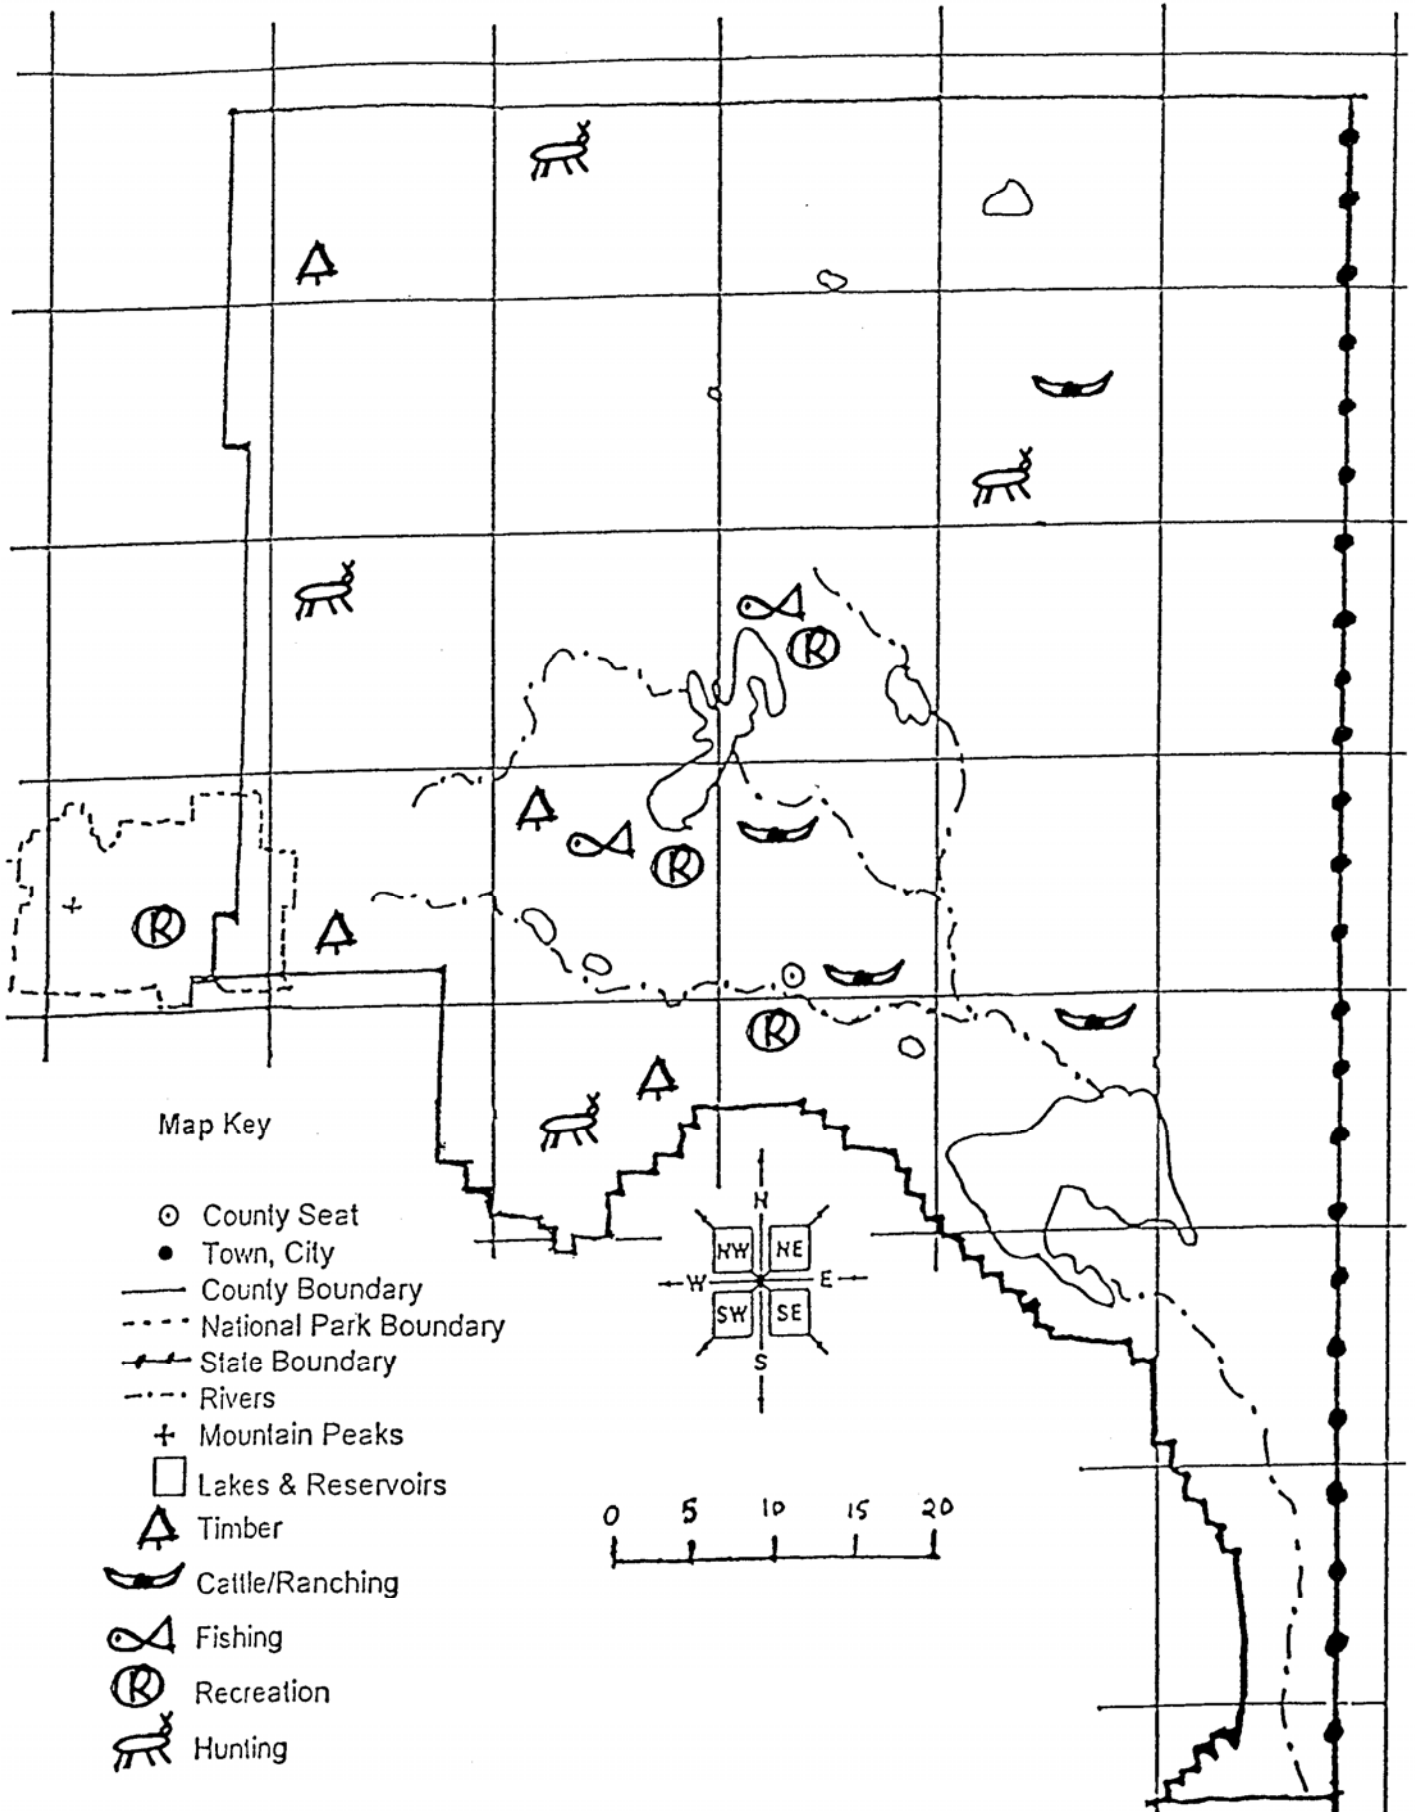 R
R
R
R
Map Key
County Seat
Town, City
County Boundary
National Park Boundary
State Boundary
Rivers
Mountain Peaks
Lakes & Reservoirs
Timber
Cattle/Ranching
Fishing
R Recreation
Hunting
N
NW NE
W E
SW SE
S
0 5 10 15 20